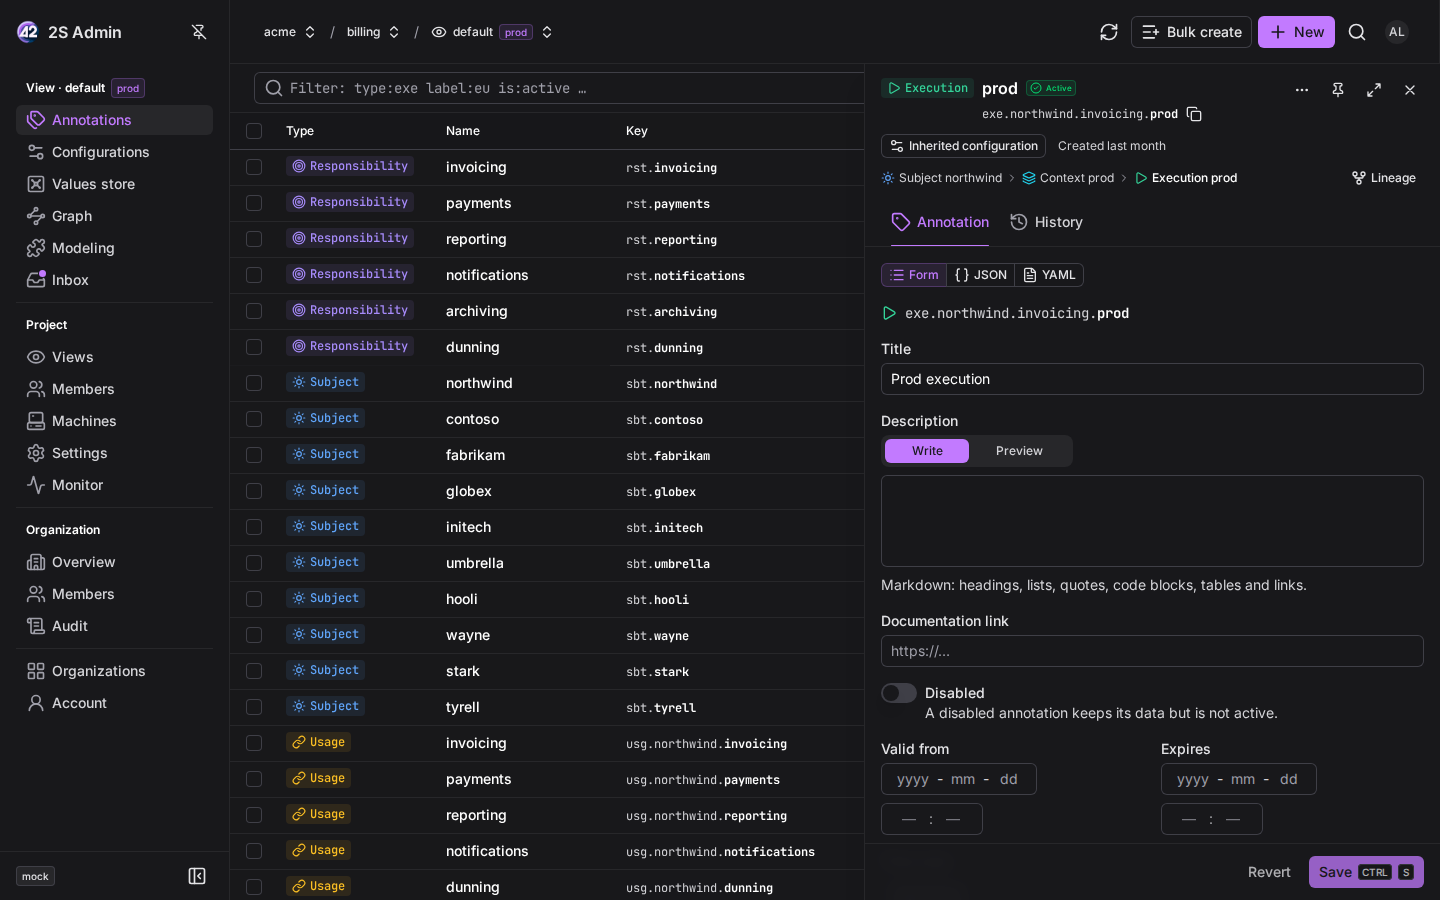 2S Admin
View · default prod
Annotations
Configurations
Values store
Graph
Modeling
Inbox
Project
Views
Members
Machines
Settings
Monitor
Organization
Overview
Members
Audit
Organizations
Account
mock
acme / billing / default prod
Bulk create
New
AL
Filter: type:exe label:eu is:active …
Type Name Key
Responsibility invoicing rst.invoicing
Responsibility payments rst.payments
Responsibility reporting rst.reporting
Responsibility notifications rst.notifications
Responsibility archiving rst.archiving
Responsibility dunning rst.dunning
Subject northwind sbt.northwind
Subject contoso sbt.contoso
Subject fabrikam sbt.fabrikam
Subject globex sbt.globex
Subject initech sbt.initech
Subject umbrella sbt.umbrella
Subject hooli sbt.hooli
Subject wayne sbt.wayne
Subject stark sbt.stark
Subject tyrell sbt.tyrell
Usage invoicing usg.northwind.invoicing
Usage payments usg.northwind.payments
Usage reporting usg.northwind.reporting
Usage notifications usg.northwind.notifications
Usage dunning usg.northwind.dunning
Execution prod Active
exe.northwind.invoicing.prod
Inherited configuration Created last month
Subject northwind Context prod Execution prod Lineage
Annotation History
Form JSON YAML
exe.northwind.invoicing.prod
Title
Prod execution
Description
Write Preview
Markdown: headings, lists, quotes, code blocks, tables and links.
Documentation link
https://…
Disabled
A disabled annotation keeps its data but is not active.
Valid from Expires
yyyy - mm - dd yyyy - mm - dd
— : — — : —
Revert Save CTRL S